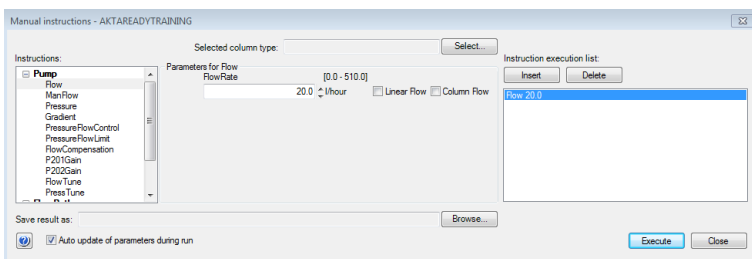 Manual instructions - AKTAREADYTRAINING
Selected column type:
Select...
Instructions:
Pump
Flow
ManFlow
Pressure
Gradient
PressureFlowControl
PressureFlowLimit
FlowCompensation
P201Gain
P202Gain
FlowTune
PressTune
Parameters for Flow
FlowRate [0.0 - 510.0]
20.0 l/hour Linear Flow Column Flow
Instruction execution list:
Insert Delete
Flow 20.0
Save result as:
Browse...
Auto update of parameters during run
Execute Close